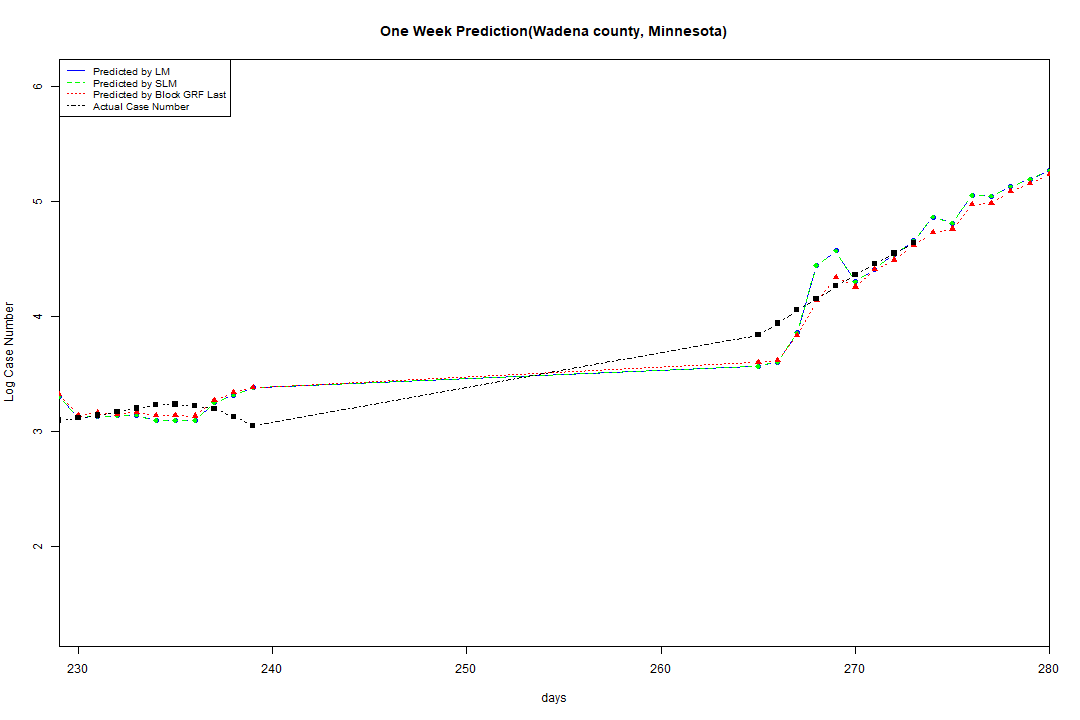 One Week Prediction(Wadena county, Minnesota)
Predicted by LM
Predicted by SLM
Predicted by Block GRF Last
Actual Case Number
6
5
4
3
2
Log Case Number
230 240 250 260 270 280
days